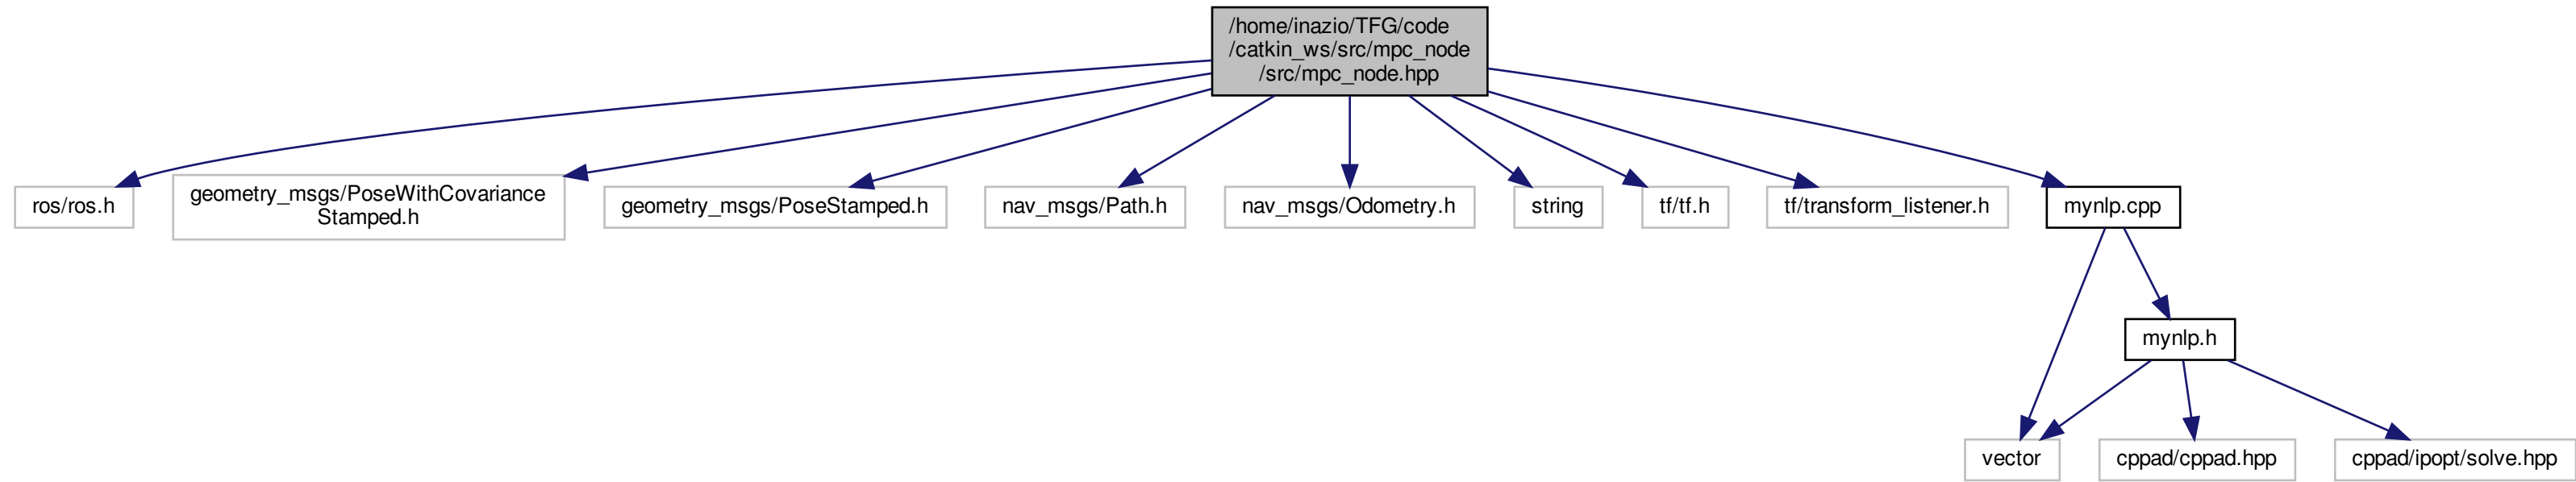 /home/inazio/TFG/code
/catkin_ws/src/mpc_node
/src/mpc_node.hpp
ros/ros.h
geometry_msgs/PoseWithCovariance
Stamped.h
geometry_msgs/PoseStamped.h
nav_msgs/Path.h
nav_msgs/Odometry.h
string
tf/tf.h
tf/transform_listener.h
mynlp.cpp
mynlp.h
vector
cppad/cppad.hpp
cppad/ipopt/solve.hpp